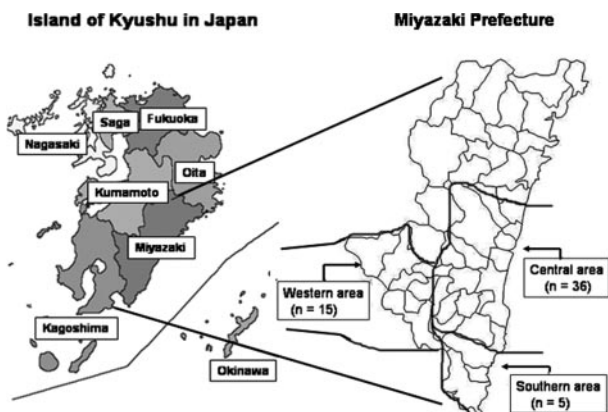 Island of Kyushu in Japan
Miyazaki Prefecture
Saga
Fukuoka
Nagasaki
Oita
Kumamoto
Miyazaki
Kagoshima
Okinawa
Western area
(n = 15)
Central area
(n = 36)
Southern area
(n = 5)